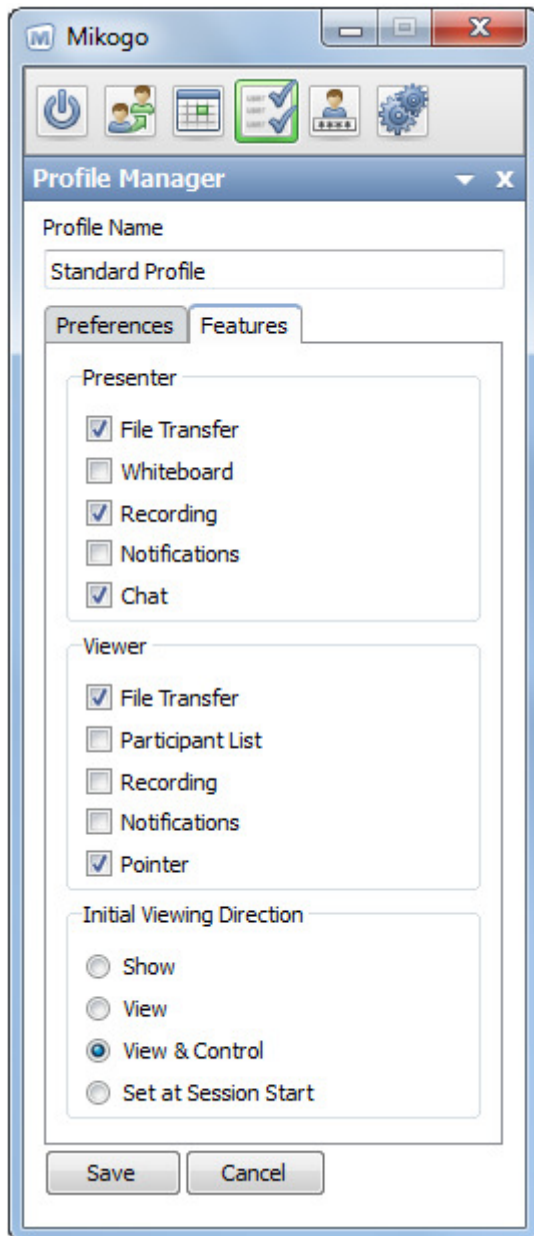 Mikogo
Profile Manager
Profile Name
Standard Profile
Preferences Features
Presenter
File Transfer
Whiteboard
Recording
Notifications
Chat
Viewer
File Transfer
Participant List
Recording
Notifications
Pointer
Initial Viewing Direction
Show
View
View & Control
Set at Session Start
Save Cancel